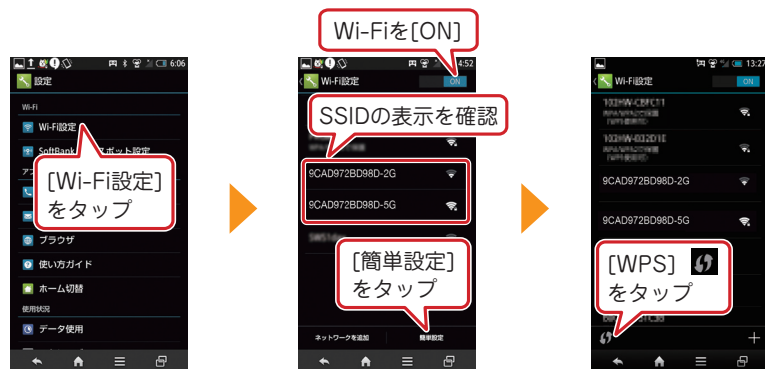 6:06
設定
Wi-Fi
Wi-Fi設定
SoftBank
スポット設定
[Wi-Fi設定]
をタップ
ブラウザ
使い方ガイド
ホーム切替
使用状況
データ使用
Wi-Fiを[ON]
4:52
Wi-Fi設定
ON
SSIDの表示を確認
9CAD972BD98D-2G
9CAD972BD98D-5G
[簡単設定]
をタップ
ネットワークを追加
簡単設定
13:27
Wi-Fi設定
ON
9CAD972BD98D-2G
9CAD972BD98D-5G
[WPS]
をタップ